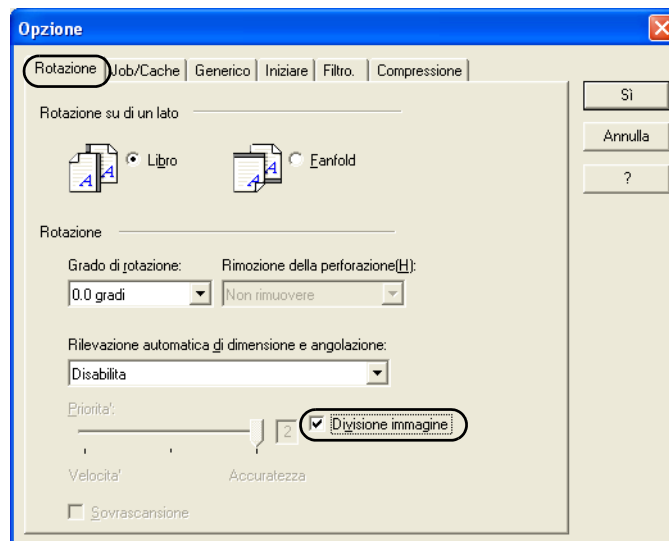 Opzione
Rotazione Job/Cache Generico Iniziare Filtro. Compressione
Sì
Annulla
?
Rotazione su di un lato
A A Libro A A Fanfold
Rotazione
Grado di rotazione: Rimozione della perforazione(H):
0.0 gradi Non rimuovere
Rilevazione automatica di dimensione e angolazione:
Disabilita
Priorita':
2 Divisione immagine
Velocita' Accuratezza
Sovrascansione